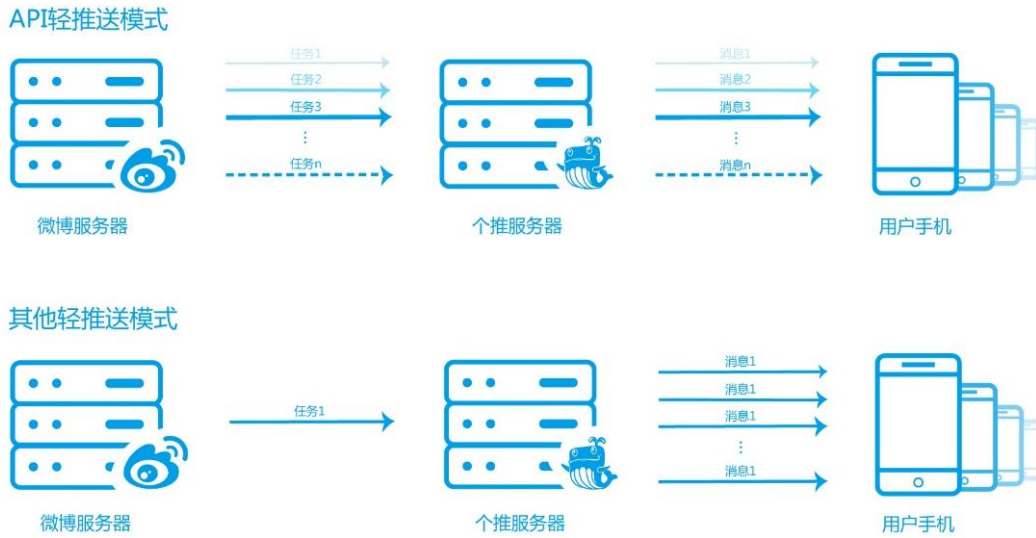 API轻推送模式
任务1
任务2
任务3
⋮
任务n
消息1
消息2
消息3
⋮
消息n
微博服务器
个推服务器
用户手机
其他轻推送模式
任务1
消息1
消息1
消息1
⋮
消息1
微博服务器
个推服务器
用户手机